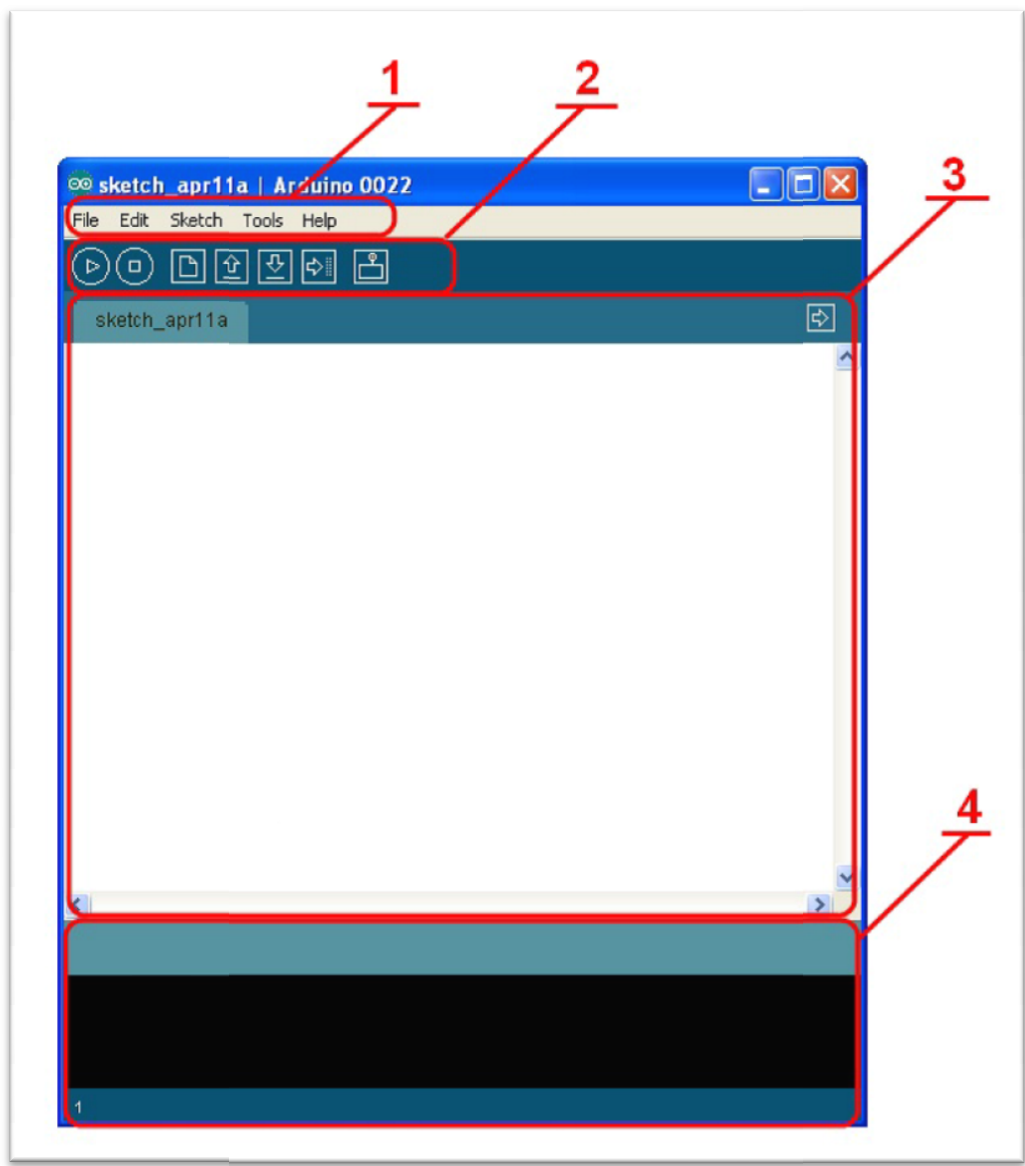 1
2
3
sketch_apr11a | Arduino 0022
File Edit Sketch Tools Help
sketch_apr11a
4
1